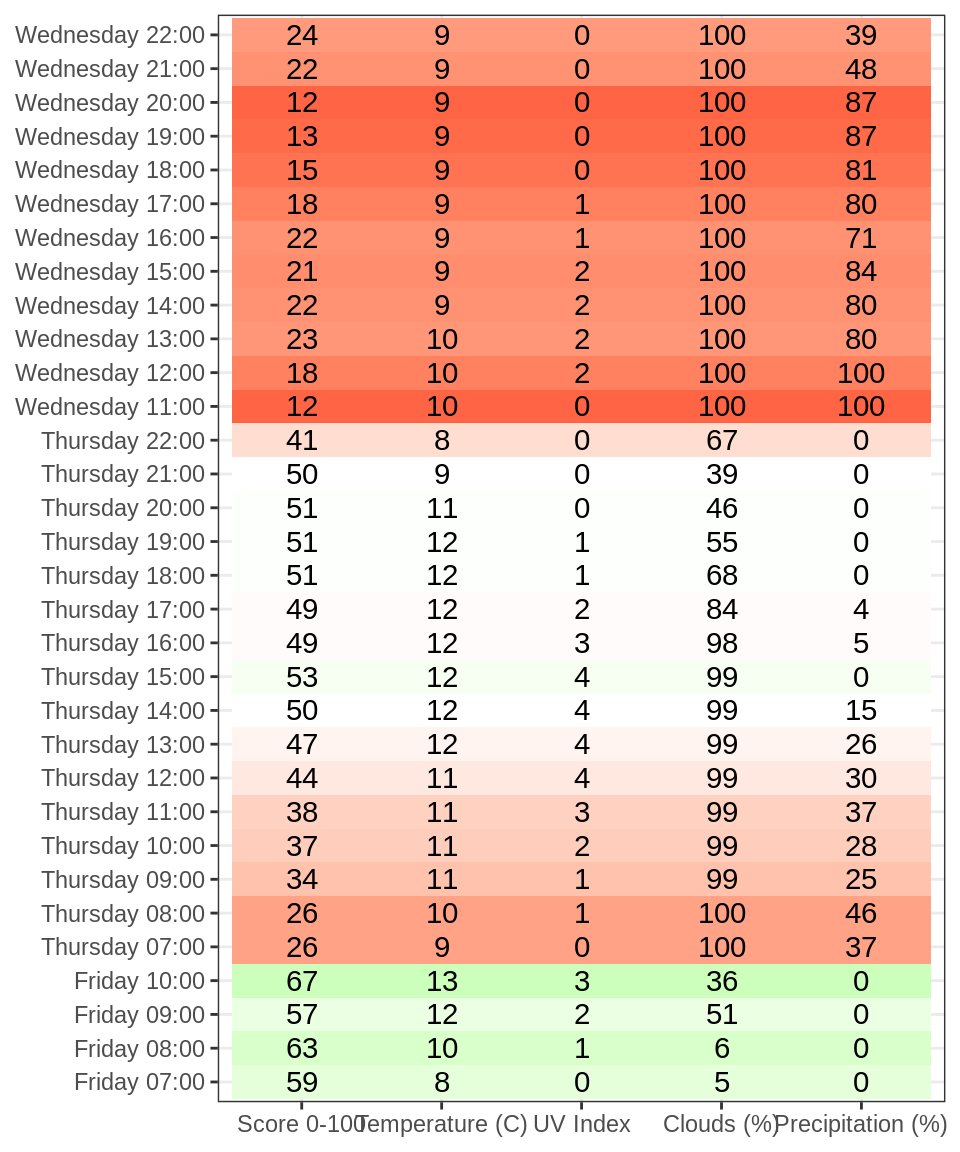 Wednesday 22:00 24 9 0 100 39
Wednesday 21:00 22 9 0 100 48
Wednesday 20:00 12 9 0 100 87
Wednesday 19:00 13 9 0 100 87
Wednesday 18:00 15 9 0 100 81
Wednesday 17:00 18 9 1 100 80
Wednesday 16:00 22 9 1 100 71
Wednesday 15:00 21 9 2 100 84
Wednesday 14:00 22 9 2 100 80
Wednesday 13:00 23 10 2 100 80
Wednesday 12:00 18 10 2 100 100
Wednesday 11:00 12 10 0 100 100
Thursday 22:00 41 8 0 67 0
Thursday 21:00 50 9 0 39 0
Thursday 20:00 51 11 0 46 0
Thursday 19:00 51 12 1 55 0
Thursday 18:00 51 12 1 68 0
Thursday 17:00 49 12 2 84 4
Thursday 16:00 49 12 3 98 5
Thursday 15:00 53 12 4 99 0
Thursday 14:00 50 12 4 99 15
Thursday 13:00 47 12 4 99 26
Thursday 12:00 44 11 4 99 30
Thursday 11:00 38 11 3 99 37
Thursday 10:00 37 11 2 99 28
Thursday 09:00 34 11 1 99 25
Thursday 08:00 26 10 1 100 46
Thursday 07:00 26 9 0 100 37
Friday 10:00 67 13 3 36 0
Friday 09:00 57 12 2 51 0
Friday 08:00 63 10 1 6 0
Friday 07:00 59 8 0 5 0
Score 0-100 Temperature (C) UV Index Clouds (%) Precipitation (%)